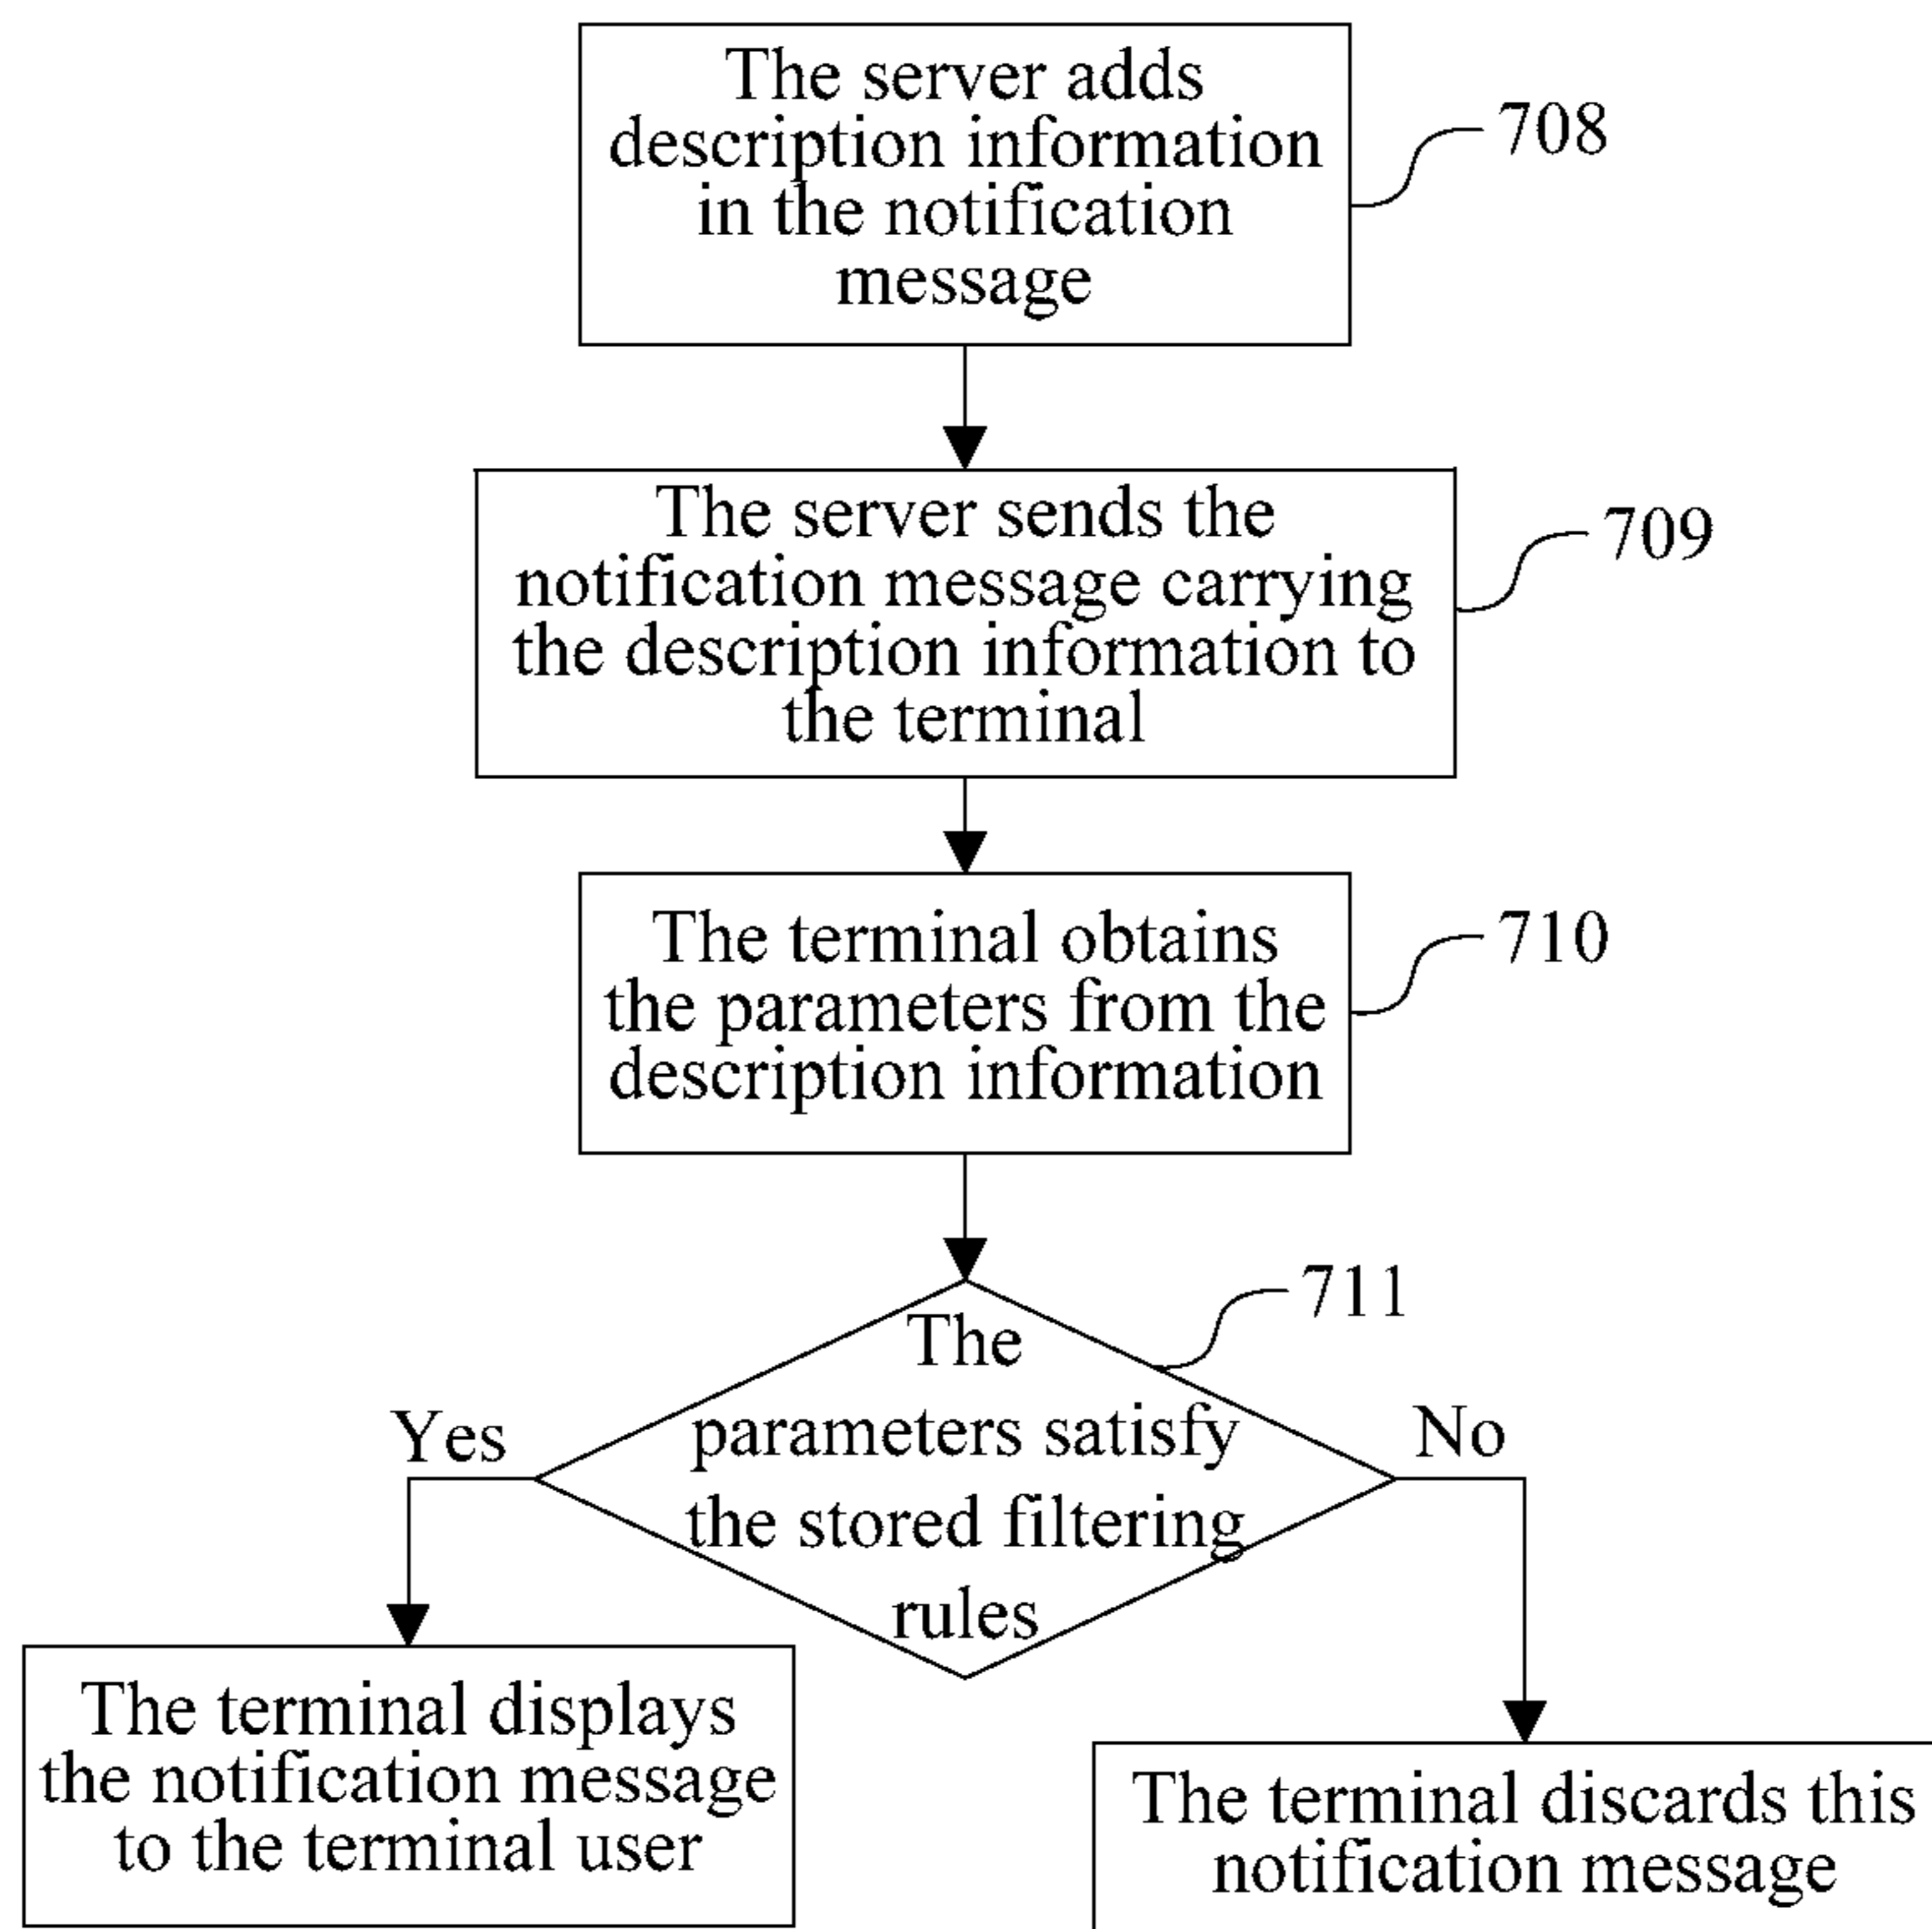 The server adds
description information
in the notification
message
708
The server sends the
notification message carrying
the description information to
the terminal
709
The terminal obtains
the parameters from the
description information
710
The
parameters satisfy
the stored filtering
rules
711
Yes
No
The terminal displays
the notification message
to the terminal user
The terminal discards this
notification message